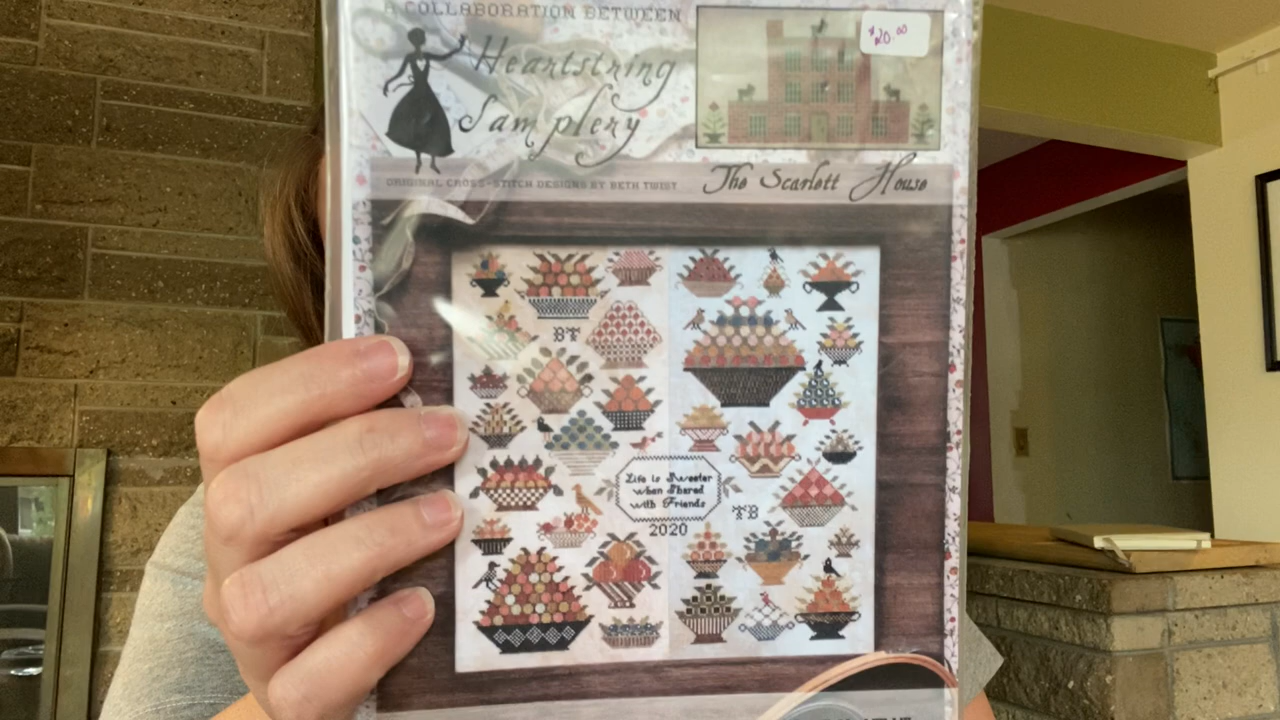 A COLLABORATION BETWEEN
Heartstring
Samplery
$20.00
ORIGINAL CROSS-STITCH DESIGNS BY BETH TWIST
The Scarlett House
BT
Life is Sweeter
when Shared
with Friends
TB
2020